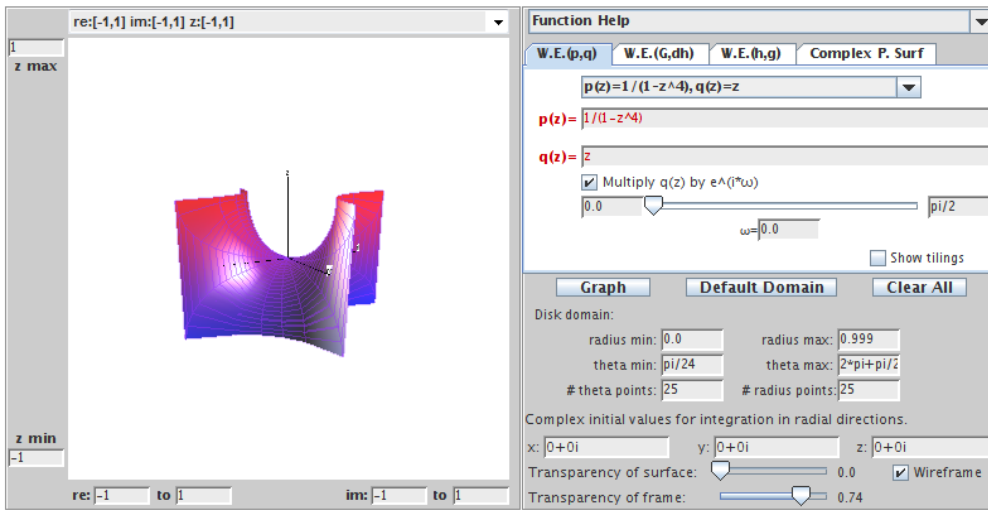 re:[-1,1] im:[-1,1] z:[-1,1]
1
z max
z
z min
-1
re: -1 to 1 im: -1 to 1
Function Help
W.E.(p,q) W.E.(G,dh) W.E.(h,g) Complex P. Surf
p(z)=1/(1-z^4), q(z)=z
p(z)= 1/(1-z^4)
q(z)= z
Multiply q(z) by e^(i*ω)
0.0 pi/2
ω= 0.0
Show tilings
Graph Default Domain Clear All
Disk domain:
radius min: 0.0 radius max: 0.999
theta min: pi/24 theta max: 2*pi+pi/2
# theta points: 25 # radius points: 25
Complex initial values for integration in radial directions.
x: 0+0i y: 0+0i z: 0+0i
Transparency of surface: 0.0 Wireframe
Transparency of frame: 0.74